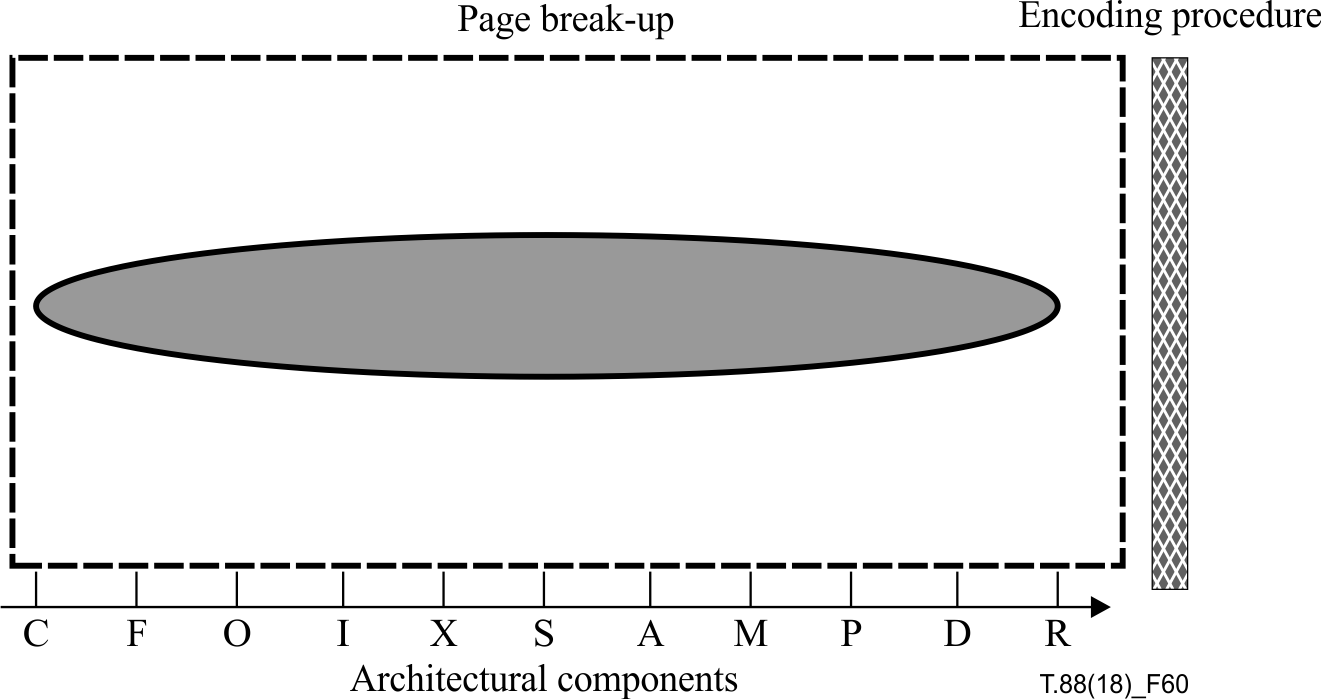 Page break-up
Encoding procedure
C F O I X S A M P D R
Architectural components
T.88(18)_F60